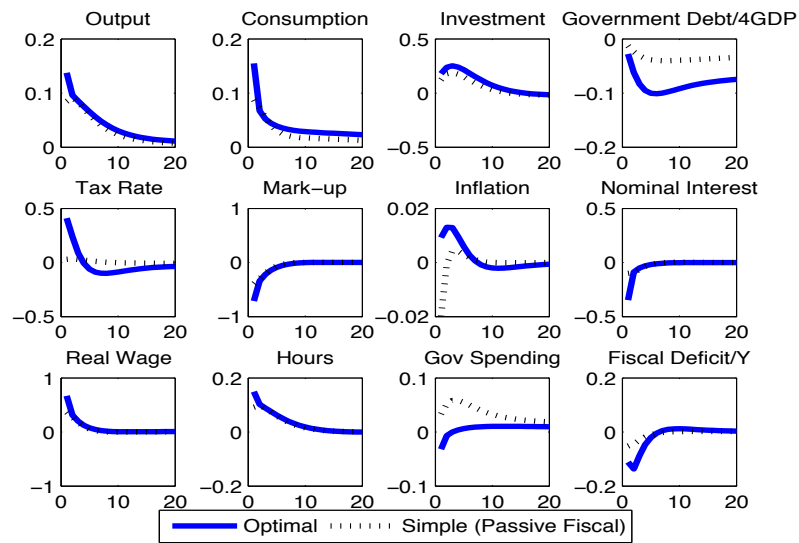 Output Consumption Investment Government Debt/4GDP
0.2 0.2 0.5 0
0.1 0.1 0 −0.1
0 0 −0.5 −0.2
0 10 20 0 10 20 0 10 20 0 10 20
Tax Rate Mark−up Inflation Nominal Interest
0.5 1 0.02 0.5
0 0 0 0
−0.5 −1 −0.02 −0.5
0 10 20 0 10 20 0 10 20 0 10 20
Real Wage Hours Gov Spending Fiscal Deficit/Y
1 0.2 0.1 0.2
0 0 0 0
−1 −0.2 −0.1 −0.2
0 10 20 0 10 20 0 10 20 0 10 20
Optimal Simple (Passive Fiscal)